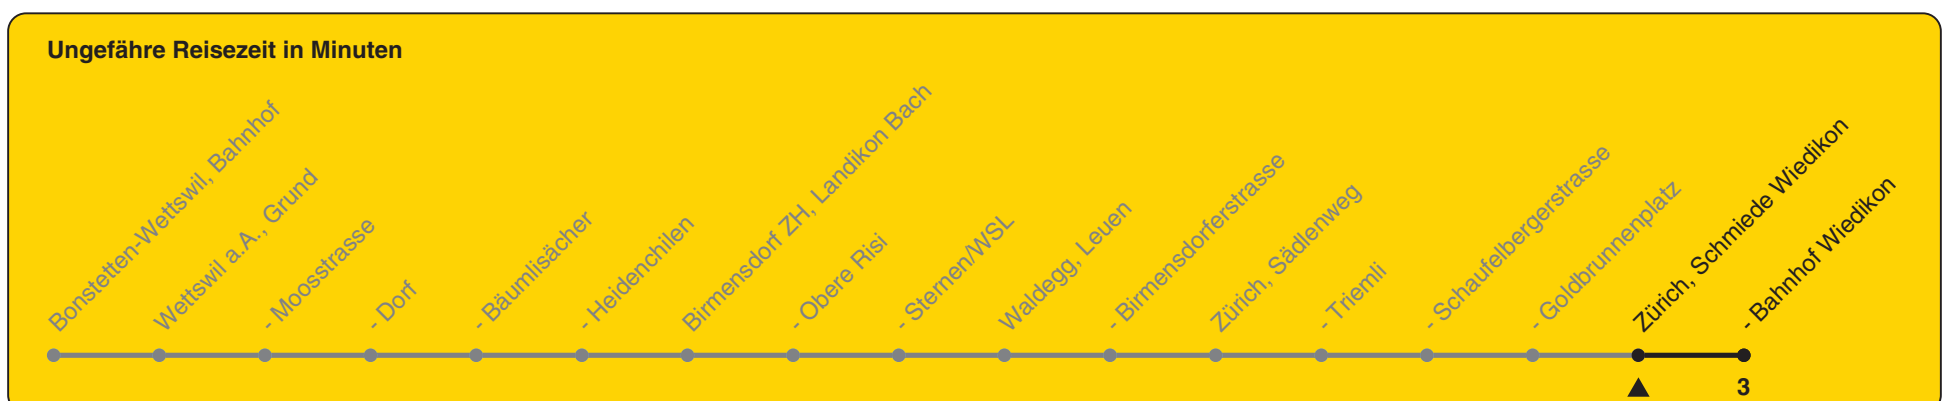 Ungefähre Reisezeit in Minuten
Bonstetten-Wettswil, Bahnhof
Wettswil a.A., Grund
- Moosstrasse
- Dorf
- Bäumlisächer
- Heidenchilen
Birmensdorf ZH, Landikon Bach
- Obere Risi
- Sternen/WSL
Waldegg, Leuen
- Birmensdorferstrasse
Zürich, Sädlenweg
- Triemli
- Schaufelbergerstrasse
- Goldbrunnenplatz
Zürich, Schmiede Wiedikon
- Bahnhof Wiedikon
3